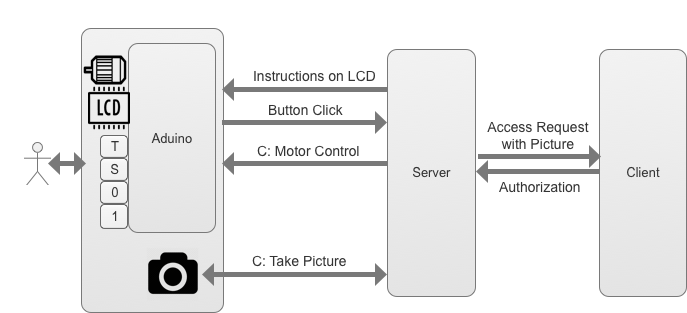 LCD
Aduino
T
S
0
1
Instructions on LCD
Button Click
C: Motor Control
C: Take Picture
Server
Access Request
with Picture
Authorization
Client